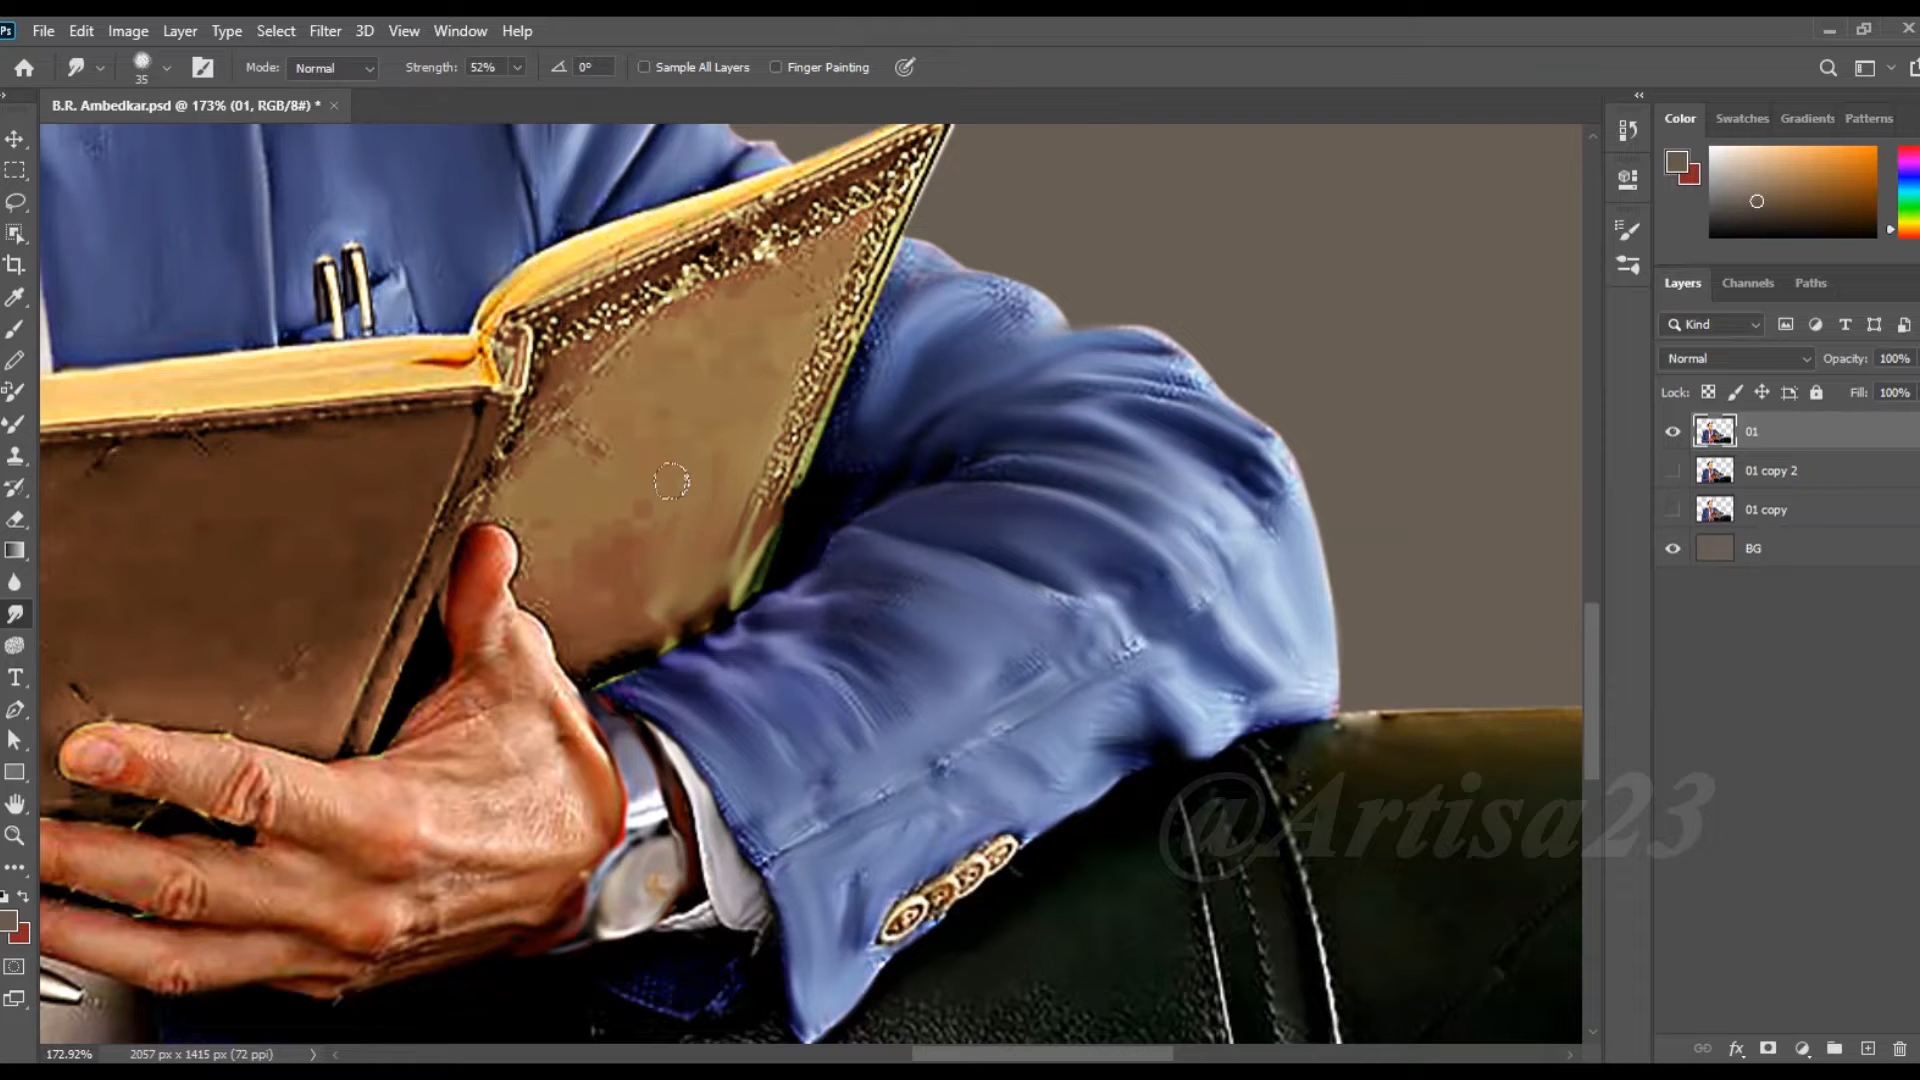 Ps File Edit Image Layer Type Select Filter 3D View Window Help
35 Mode: Normal Strength: 52% 0° Sample All Layers Finger Painting
B.R. Ambedkar.psd @ 173% (01, RGB/8#) * ×
Color Swatches Gradients Patterns
Layers Channels Paths
Kind
Normal Opacity: 100%
Lock: Fill: 100%
01
01 copy 2
01 copy
BG
@Artisa23
fx
172.92% 2057 px x 1415 px (72 ppi)